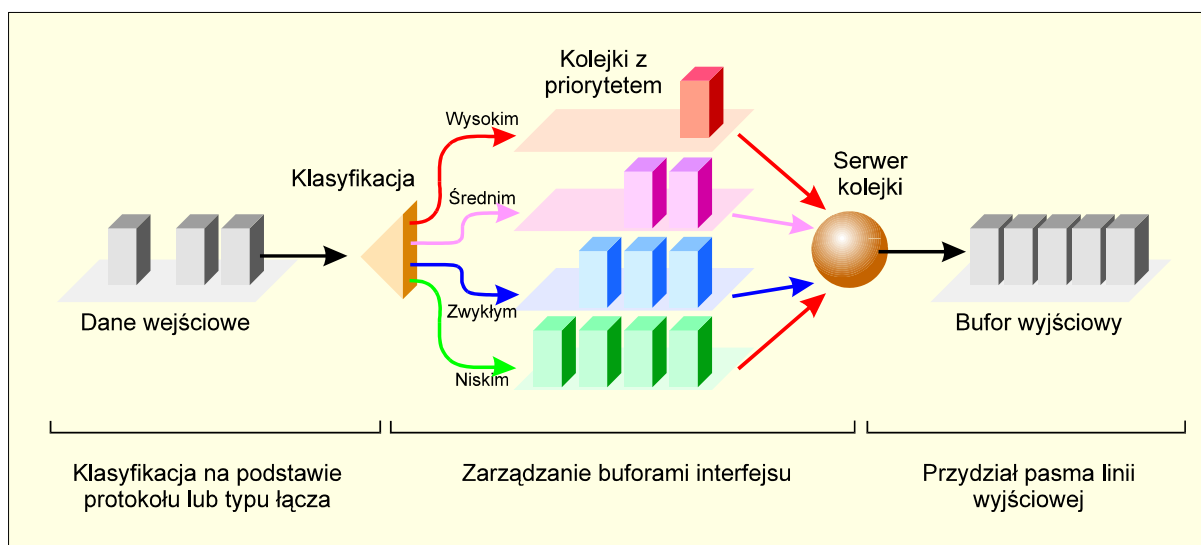 Kolejki z
priorytetem
Wysokim
Klasyfikacja
Średnim
Serwer
kolejki
Zwykłym
Dane wejściowe
Bufor wyjściowy
Niskim
Klasyfikacja na podstawie
protokołu lub typu łącza
Zarządzanie buforami interfejsu
Przydział pasma linii
wyjściowej